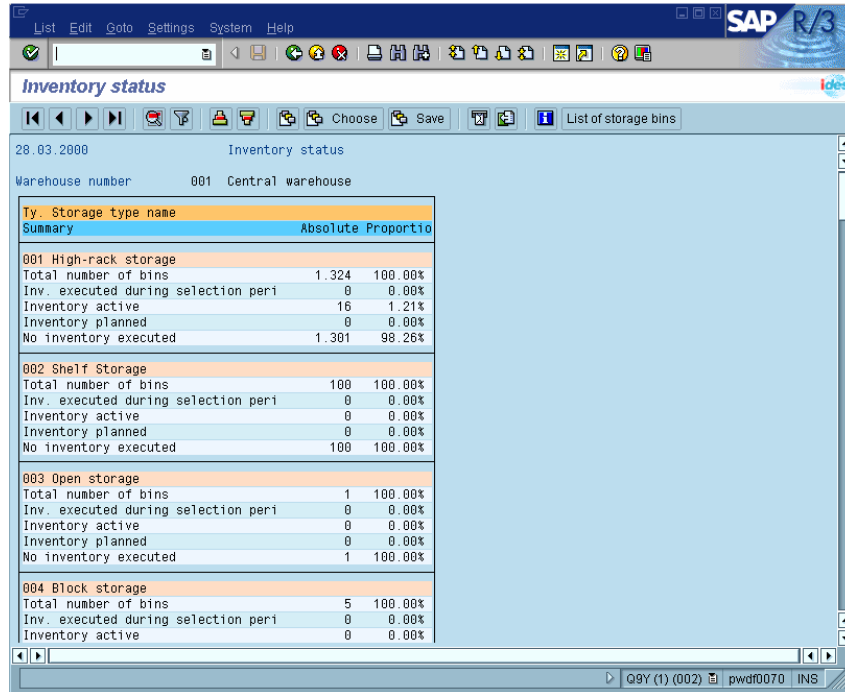 SAP R/3
List Edit Goto Settings System Help
Inventory status
ides
Choose Save List of storage bins
28.03.2000 Inventory status
Warehouse number 001 Central warehouse
Ty. Storage type name
Summary Absolute Proportio
001 High-rack storage
Total number of bins 1.324 100.00%
Inv. executed during selection peri 0 0.00%
Inventory active 16 1.21%
Inventory planned 0 0.00%
No inventory executed 1.301 98.26%
002 Shelf Storage
Total number of bins 100 100.00%
Inv. executed during selection peri 0 0.00%
Inventory active 0 0.00%
Inventory planned 0 0.00%
No inventory executed 100 100.00%
003 Open storage
Total number of bins 1 100.00%
Inv. executed during selection peri 0 0.00%
Inventory active 0 0.00%
Inventory planned 0 0.00%
No inventory executed 1 100.00%
004 Block storage
Total number of bins 5 100.00%
Inv. executed during selection peri 0 0.00%
Inventory active 0 0.00%
Q9Y (1) (002) pwdf0070 INS